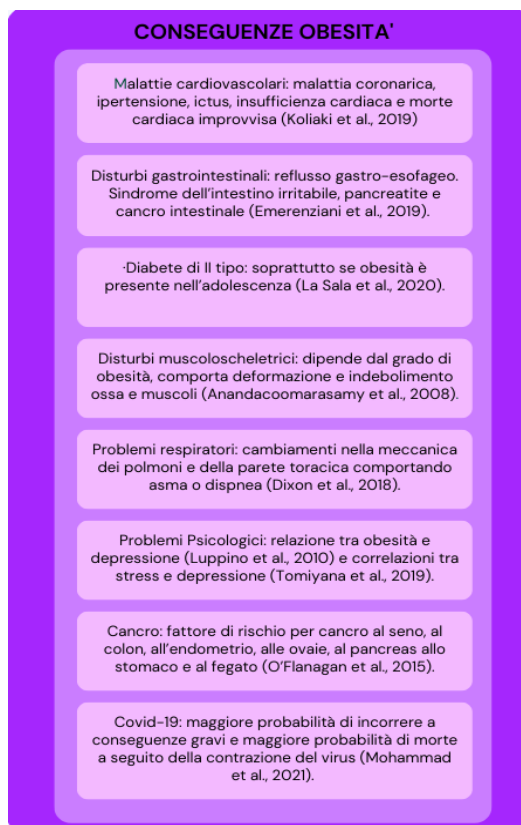 CONSEGUENZE OBESITA'
Malattie cardiovascolari: malattia coronarica,
ipertensione, ictus, insufficienza cardiaca e morte
cardiaca improvvisa (Koliaki et al., 2019)
Disturbi gastrointestinali: reflusso gastro-esofageo.
Sindrome dell'intestino irritabile, pancreatite e
cancro intestinale (Emerenziani et al., 2019).
·Diabete di II tipo: soprattutto se obesità è
presente nell'adolescenza (La Sala et al., 2020).
Disturbi muscoloscheletrici: dipende dal grado di
obesità, comporta deformazione e indebolimento
ossa e muscoli (Anandacoomarasamy et al., 2008).
Problemi respiratori: cambiamenti nella meccanica
dei polmoni e della parete toracica comportando
asma o dispnea (Dixon et al., 2018).
Problemi Psicologici: relazione tra obesità e
depressione (Luppino et al., 2010) e correlazioni tra
stress e depressione (Tomiyana et al., 2019).
Cancro: fattore di rischio per cancro al seno, al
colon, all'endometrio, alle ovaie, al pancreas allo
stomaco e al fegato (O'Flanagan et al., 2015).
Covid-19: maggiore probabilità di incorrere a
conseguenze gravi e maggiore probabilità di morte
a seguito della contrazione del virus (Mohammad
et al., 2021).